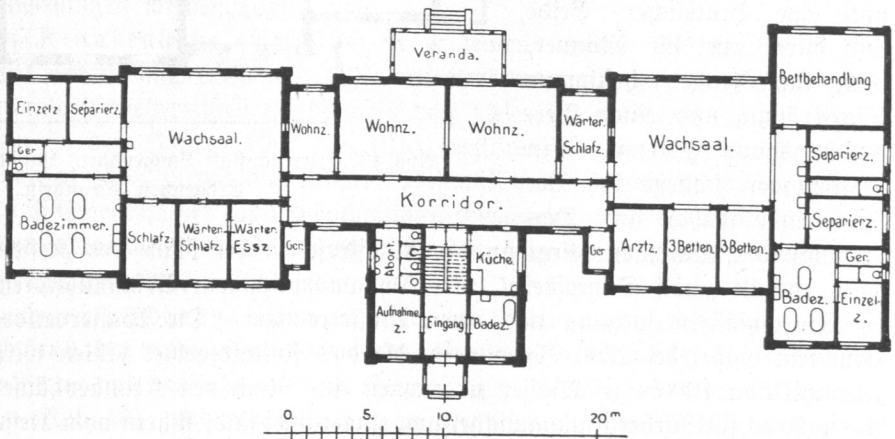 Veranda.
Einzel-
Separierz.
Wachsaal.
Wohnz.
Wohnz.
Wohnz.
Wärter.
Schlafz.
Wachsaal.
Bettbehandlung
Separierz.
Separierz.
Ger
Badezimmer.
Korridor.
Schlafz.
Wärter.
Schlafz.
Wärter.
Essz.
Ger.
Abort.
Küche
Ger
Arztz.
3 Betten.
3 Betten.
Ger.
Badez.
Einzel-
z.
Aufnahme
z.
Eingang
Badez.
0. 5. 10. 20 m